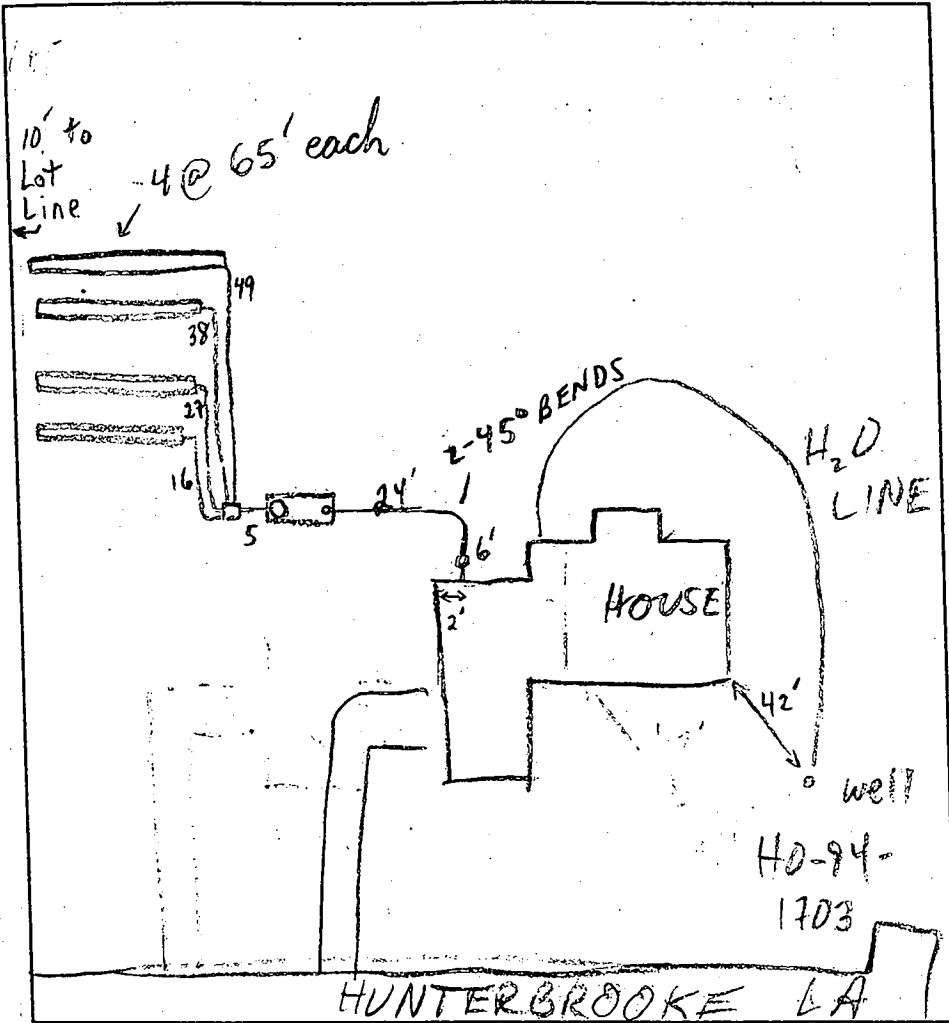 10' to
Lot
Line
4 @ 65' each
49
38
27
16
5
24'
2-45° BENDS
6'
2'
H₂O
LINE
HOUSE
42'
well
HO-94-
1703
HUNTERBROOKE LA